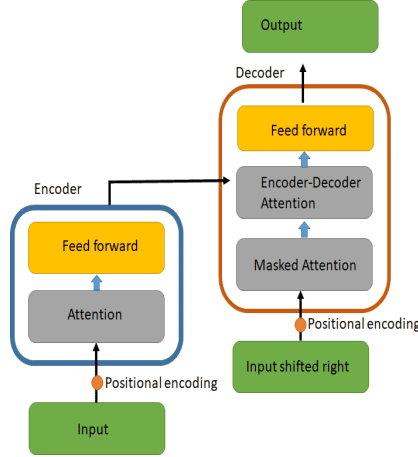 Output
Decoder
Feed forward
Encoder-Decoder
Attention
Encoder
Feed forward
Masked Attention
Attention
Positional encoding
Input shifted right
Positional encoding
Input